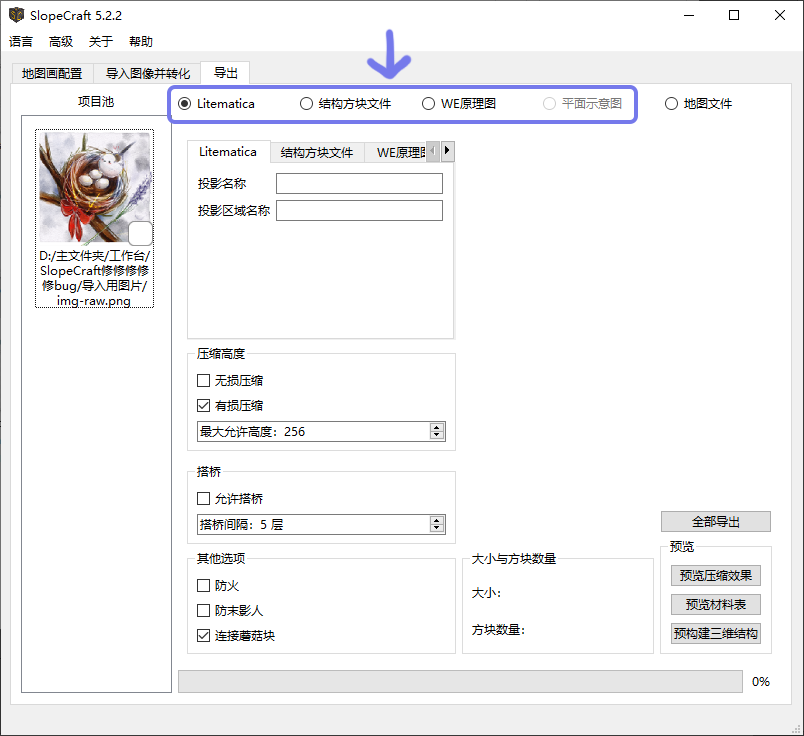 SlopeCraft 5.2.2
语言 高级 关于 帮助
地图画配置 导入图像并转化 导出
项目池
Litematica 结构方块文件 WE原理图 平面示意图 地图文件
D:/主文件夹/工作台/
SlopeCraft修修修修
修bug/导入用图片/
img-raw.png
Litematica 结构方块文件 WE原理图
投影名称
投影区域名称
压缩高度
无损压缩
有损压缩
最大允许高度：256
搭桥
允许搭桥
搭桥间隔：5 层
其他选项
防火
防末影人
连接蘑菇块
大小与方块数量
大小：
方块数量：
全部导出
预览
预览压缩效果
预览材料表
预构建三维结构
0%